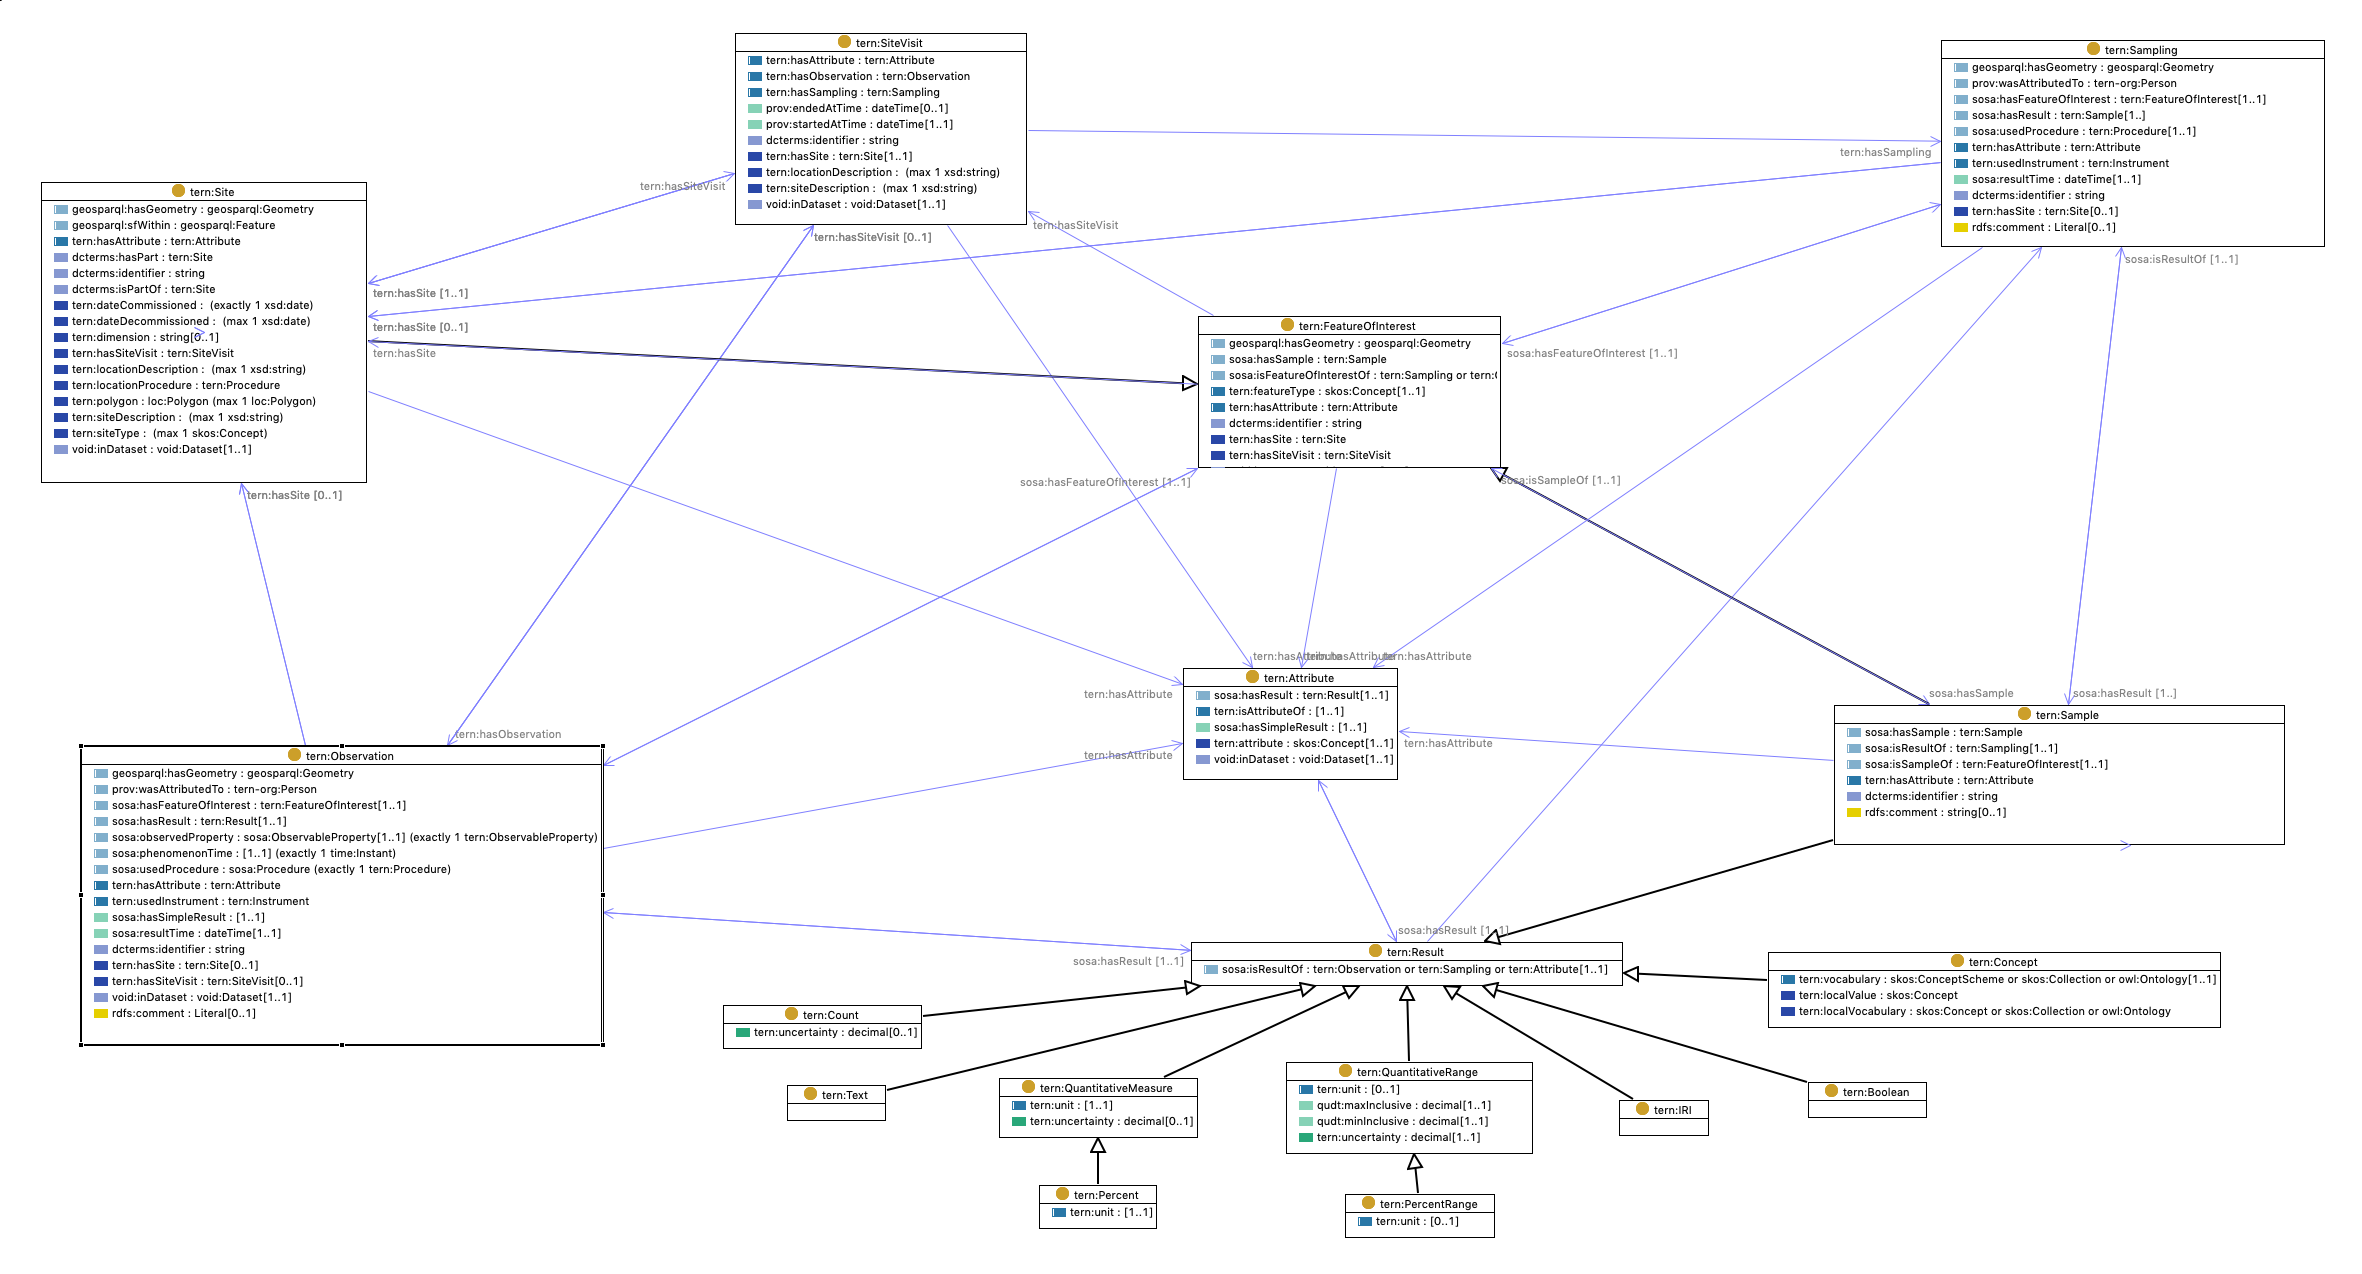 tern:SiteVisit
tern:hasAttribute : tern:Attribute
tern:hasObservation : tern:Observation
tern:hasSampling : tern:Sampling
prov:endedAtTime : dateTime[0..1]
prov:startedAtTime : dateTime[1..1]
dcterms:identifier : string
tern:hasSite : tern:Site[1..1]
tern:locationDescription :  (max 1 xsd:string)
tern:siteDescription :  (max 1 xsd:string)
void:inDataset : void:Dataset[1..1]
tern:Sampling
geosparql:hasGeometry : geosparql:Geometry
prov:wasAttributedTo : tern-org:Person
sosa:hasFeatureOfInterest : tern:FeatureOfInterest[1..1]
sosa:hasResult : tern:Sample[1..]
sosa:usedProcedure : tern:Procedure[1..1]
tern:hasAttribute : tern:Attribute
tern:usedInstrument : tern:Instrument
sosa:resultTime : dateTime[1..1]
dcterms:identifier : string
tern:hasSite : tern:Site[0..1]
rdfs:comment : Literal[0..1]
tern:hasSampling
tern:hasSiteVisit
tern:Site
geosparql:hasGeometry : geosparql:Geometry
geosparql:sfWithin : geosparql:Feature
tern:hasAttribute : tern:Attribute
dcterms:hasPart : tern:Site
dcterms:identifier : string
dcterms:isPartOf : tern:Site
tern:dateCommissioned :  (exactly 1 xsd:date)
tern:dateDecommissioned :  (max 1 xsd:date)
tern:dimension : string[0..1]
tern:hasSiteVisit : tern:SiteVisit
tern:locationDescription :  (max 1 xsd:string)
tern:locationProcedure : tern:Procedure
tern:polygon : loc:Polygon (max 1 loc:Polygon)
tern:siteDescription :  (max 1 xsd:string)
tern:siteType :  (max 1 skos:Concept)
void:inDataset : void:Dataset[1..1]
tern:hasSiteVisit [0..1]
tern:hasSiteVisit
sosa:isResultOf [1..1]
tern:hasSite [1..1]
tern:hasSite [0..1]
tern:hasSite
tern:FeatureOfInterest
geosparql:hasGeometry : geosparql:Geometry
sosa:hasSample : tern:Sample
sosa:isFeatureOfInterestOf : tern:Sampling or tern:
tern:featureType : skos:Concept[1..1]
tern:hasAttribute : tern:Attribute
dcterms:identifier : string
tern:hasSite : tern:Site
tern:hasSiteVisit : tern:SiteVisit
sosa:hasFeatureOfInterest [1..1]
sosa:hasFeatureOfInterest [1..1]
sosa:isSampleOf [1..1]
tern:hasSite [0..1]
tern:hasAttribute
tern:hasAttribute
tern:hasAttribute
tern:hasAttribute
tern:Attribute
sosa:hasResult : tern:Result[1..1]
tern:isAttributeOf : [1..1]
sosa:hasSimpleResult : [1..1]
tern:attribute : skos:Concept[1..1]
void:inDataset : void:Dataset[1..1]
tern:hasAttribute
tern:hasAttribute
sosa:hasSample
sosa:hasResult [1..]
tern:Sample
sosa:hasSample : tern:Sample
sosa:isResultOf : tern:Sampling[1..1]
sosa:isSampleOf : tern:FeatureOfInterest[1..1]
tern:hasAttribute : tern:Attribute
dcterms:identifier : string
rdfs:comment : string[0..1]
tern:hasObservation
tern:Observation
geosparql:hasGeometry : geosparql:Geometry
prov:wasAttributedTo : tern-org:Person
sosa:hasFeatureOfInterest : tern:FeatureOfInterest[1..1]
sosa:hasResult : tern:Result[1..1]
sosa:observedProperty : sosa:ObservableProperty[1..1] (exactly 1 tern:ObservableProperty)
sosa:phenomenonTime : [1..1] (exactly 1 time:Instant)
sosa:usedProcedure : sosa:Procedure (exactly 1 tern:Procedure)
tern:hasAttribute : tern:Attribute
tern:usedInstrument : tern:Instrument
sosa:hasSimpleResult : [1..1]
sosa:resultTime : dateTime[1..1]
dcterms:identifier : string
tern:hasSite : tern:Site[0..1]
tern:hasSiteVisit : tern:SiteVisit[0..1]
void:inDataset : void:Dataset[1..1]
rdfs:comment : Literal[0..1]
sosa:hasResult [1..1]
sosa:hasResult [1..1]
tern:Result
sosa:isResultOf : tern:Observation or tern:Sampling or tern:Attribute[1..1]
tern:Concept
tern:vocabulary : skos:ConceptScheme or skos:Collection or owl:Ontology[1..1]
tern:localValue : skos:Concept
tern:localVocabulary : skos:Concept or skos:Collection or owl:Ontology
tern:Count
tern:uncertainty : decimal[0..1]
tern:Text
tern:QuantitativeMeasure
tern:unit : [1..1]
tern:uncertainty : decimal[0..1]
tern:QuantitativeRange
tern:unit : [0..1]
qudt:maxInclusive : decimal[1..1]
qudt:minInclusive : decimal[1..1]
tern:uncertainty : decimal[1..1]
tern:IRI
tern:Boolean
tern:Percent
tern:unit : [1..1]
tern:PercentRange
tern:unit : [0..1]